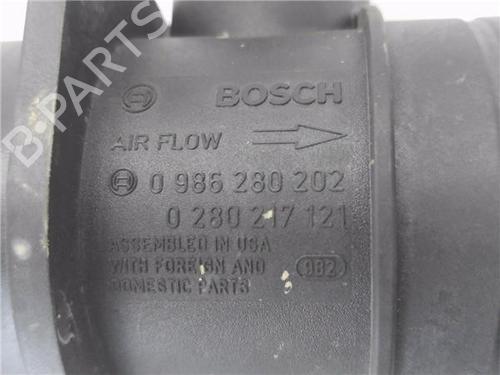 BOSCH
AIR FLOW
0 986 280 202
0 280 217 121
ASSEMBLED IN USA
WITH FOREIGN AND
DOMESTIC PARTS
082
B-PARTS